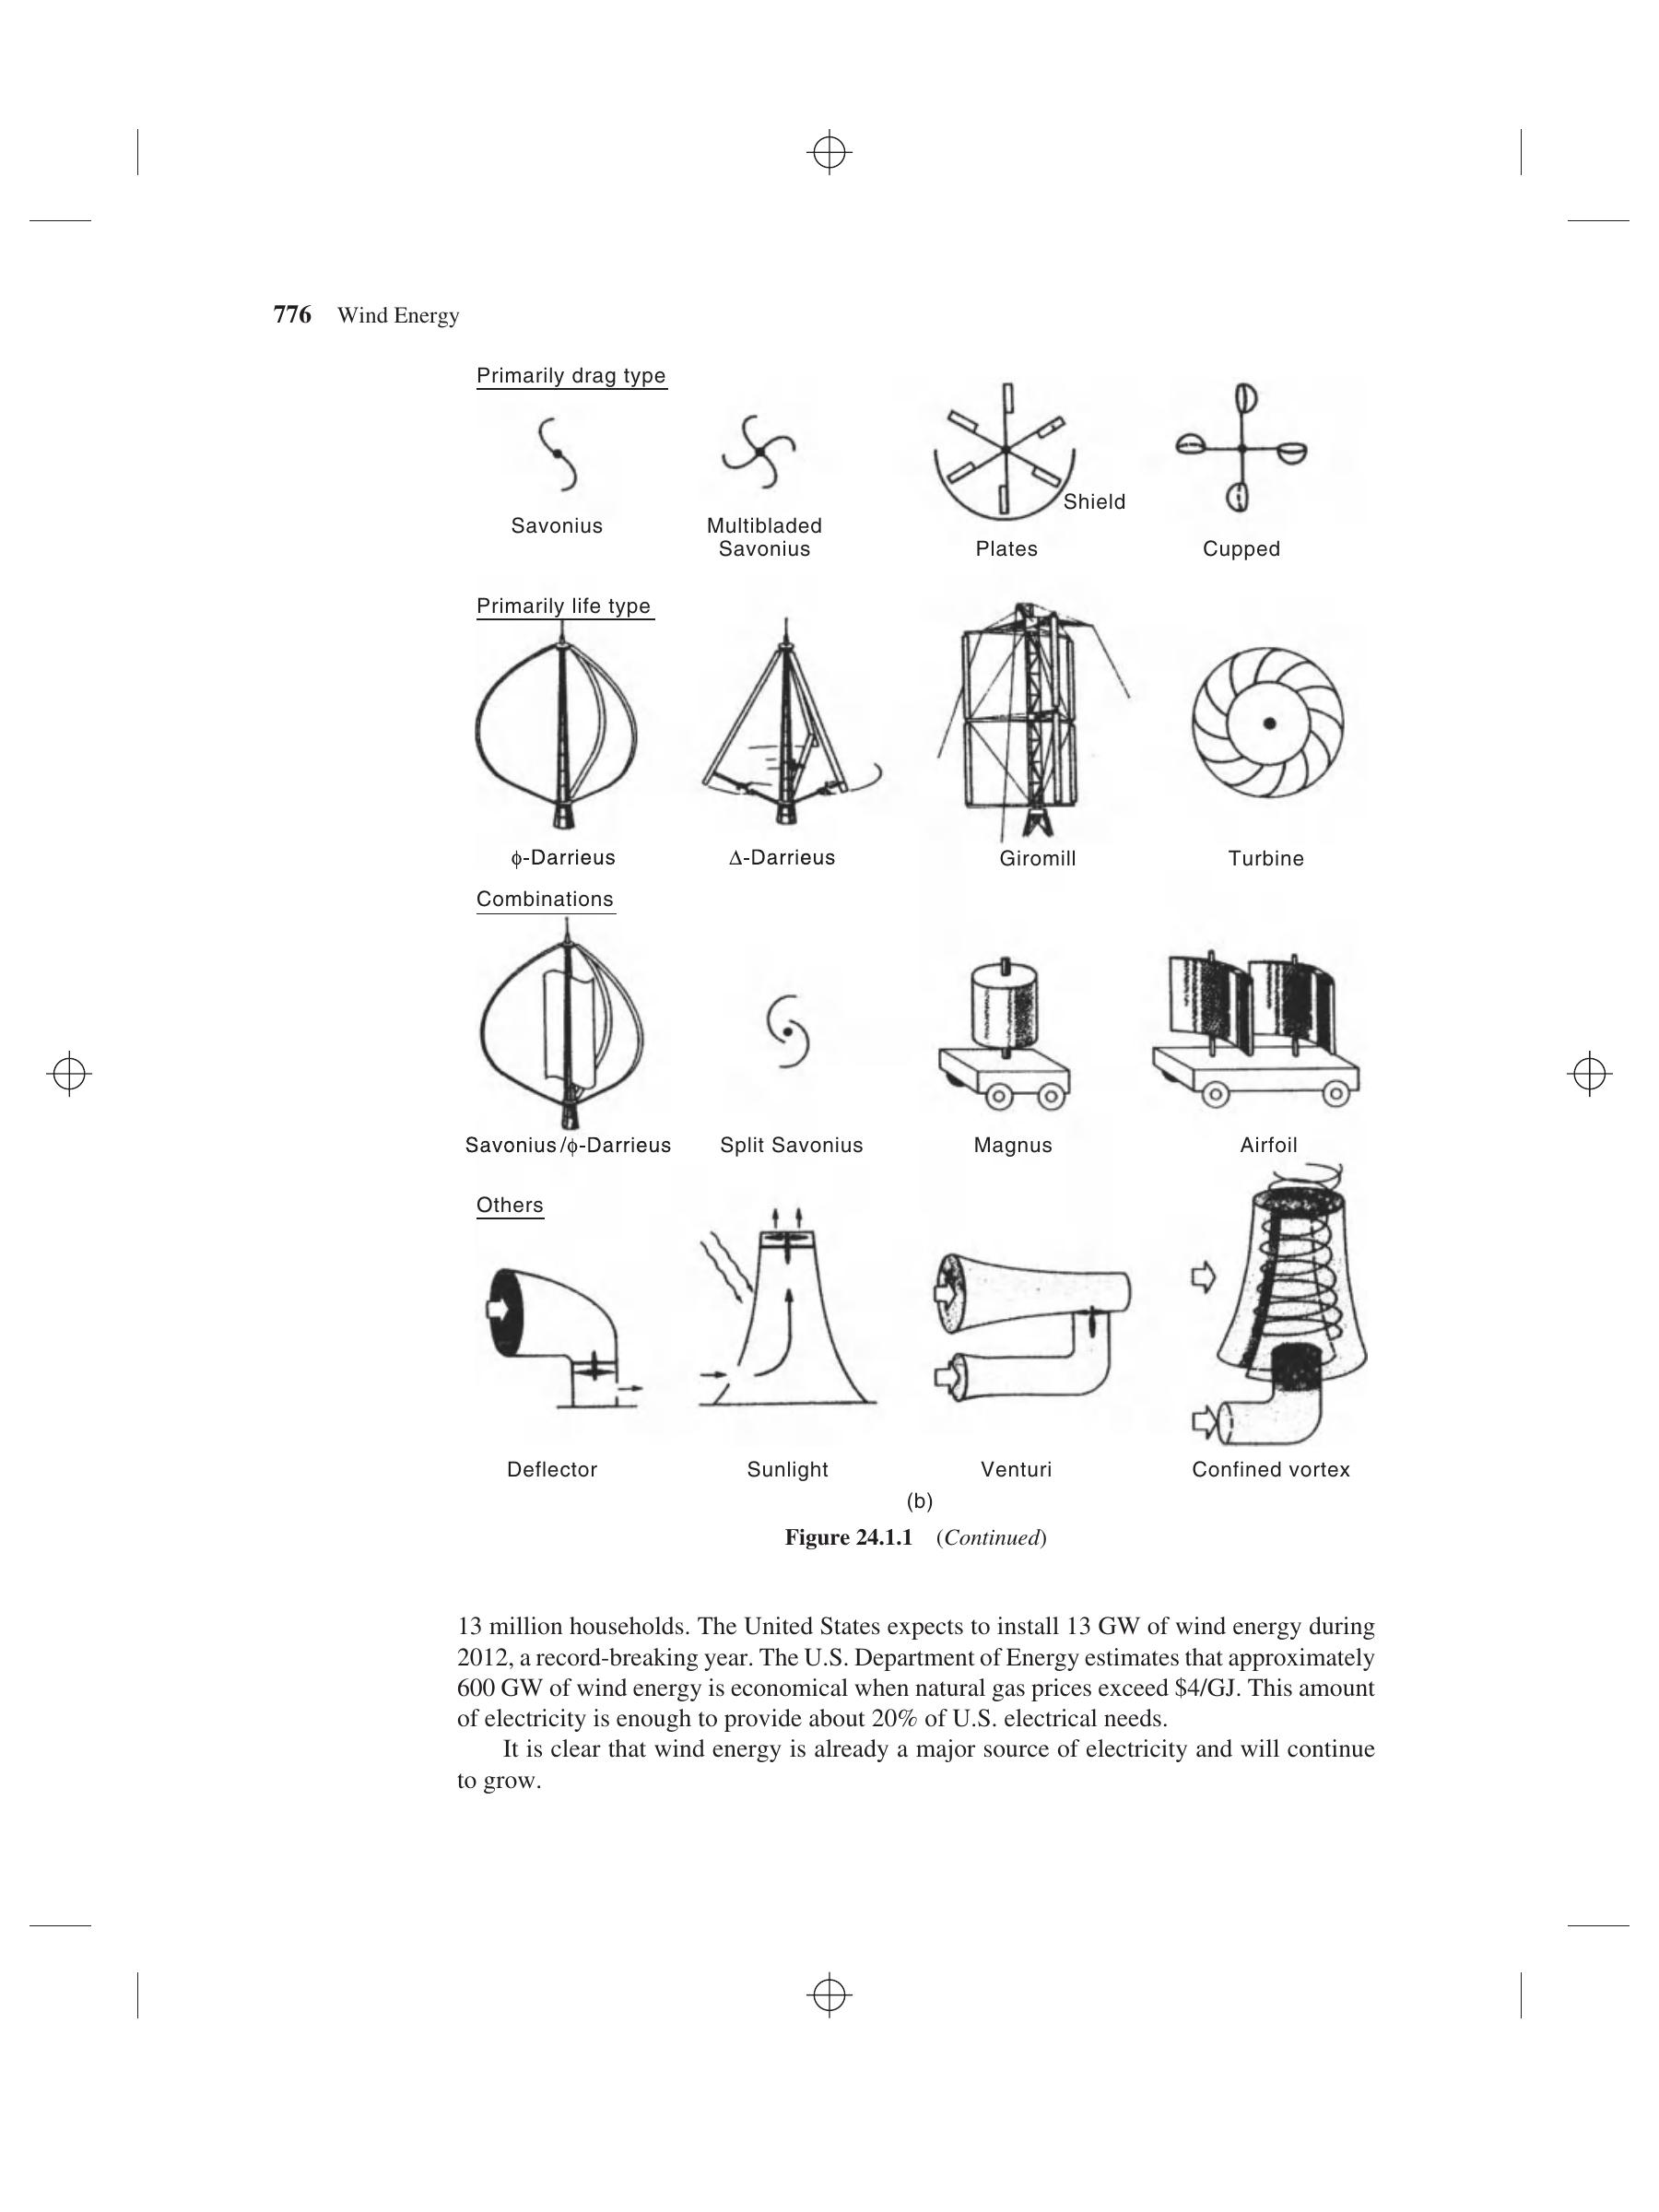 776 Wind Energy
Primarily drag type
Shield
Savonius
Multibladed
Savonius
Plates
Cupped
Primarily life type
ϕ-Darrieus
Δ-Darrieus
Giromill
Turbine
Combinations
Savonius/ϕ-Darrieus
Split Savonius
Magnus
Airfoil
Others
Deflector
Sunlight
Venturi
Confined vortex
(b)
Figure 24.1.1 (Continued)
13 million households. The United States expects to install 13 GW of wind energy during
2012, a record-breaking year. The U.S. Department of Energy estimates that approximately
600 GW of wind energy is economical when natural gas prices exceed $4/GJ. This amount
of electricity is enough to provide about 20% of U.S. electrical needs.
It is clear that wind energy is already a major source of electricity and will continue
to grow.